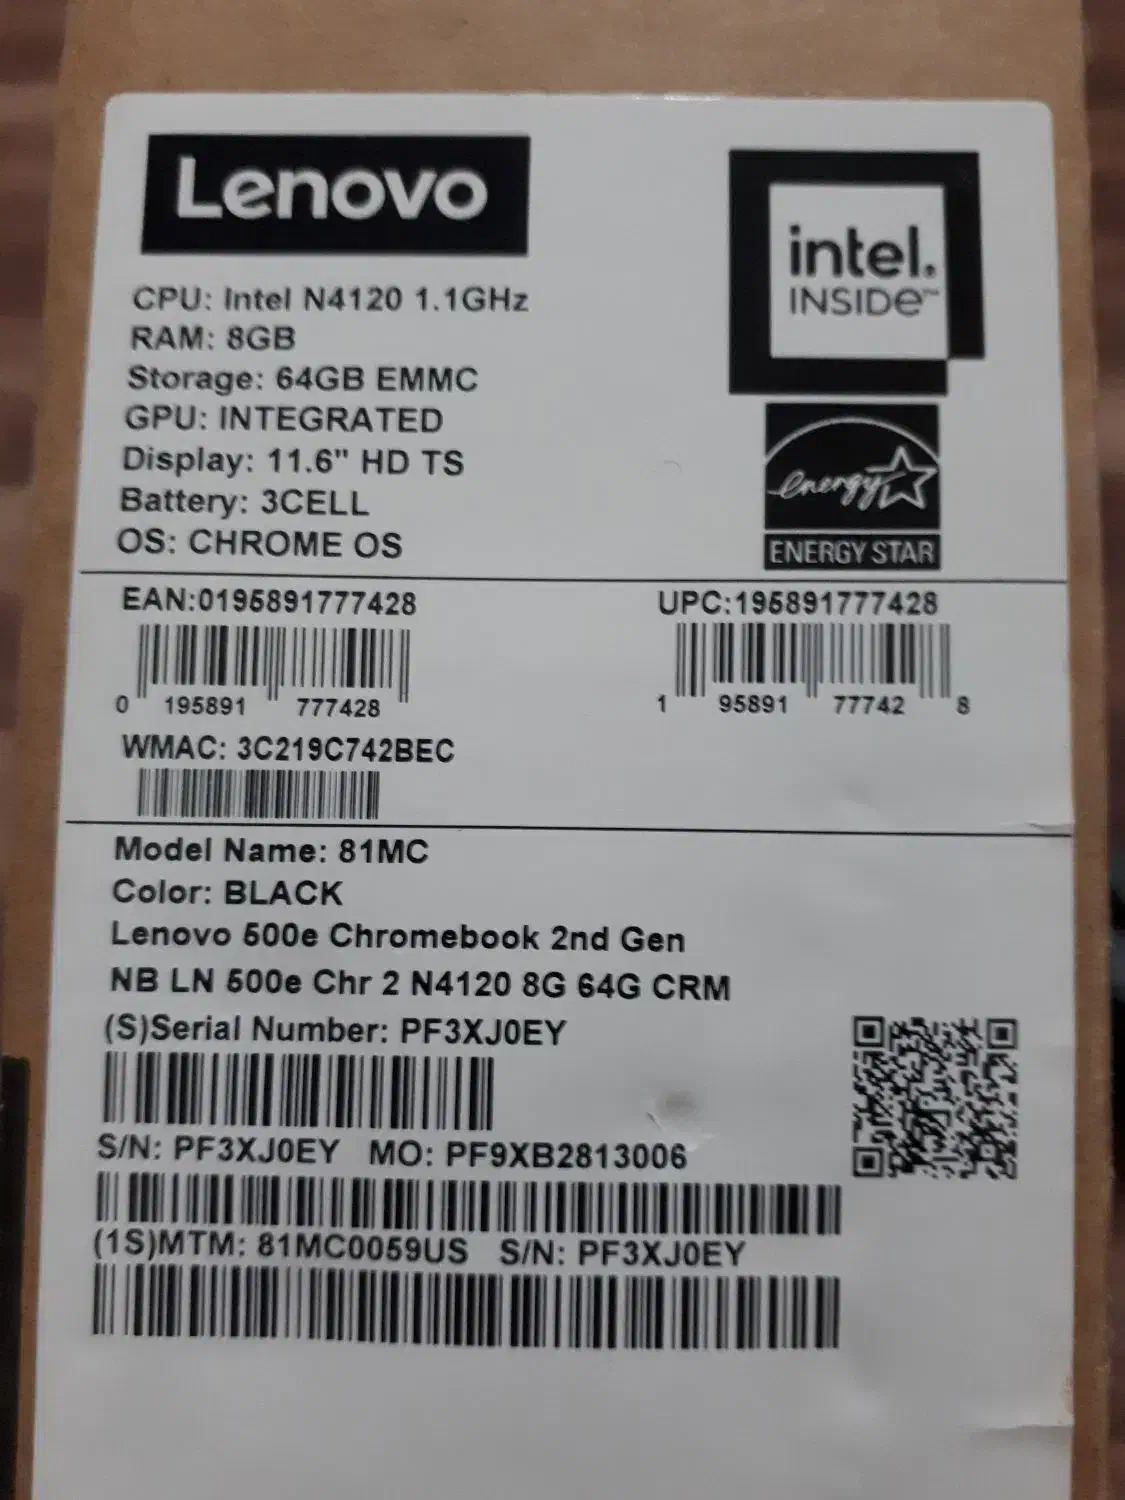 Lenovo
intel.
INSIDE™
CPU: Intel N4120 1.1GHz
RAM: 8GB
Storage: 64GB EMMC
GPU: INTEGRATED
Display: 11.6" HD TS
Battery: 3CELL
OS: CHROME OS
energy
ENERGY STAR
EAN:0195891777428
UPC:195891777428
0 195891 777428
1 95891 77742 8
WMAC: 3C219C742BEC
Model Name: 81MC
Color: BLACK
Lenovo 500e Chromebook 2nd Gen
NB LN 500e Chr 2 N4120 8G 64G CRM
(S)Serial Number: PF3XJ0EY
S/N: PF3XJ0EY MO: PF9XB2813006
(1S)MTM: 81MC0059US S/N: PF3XJ0EY